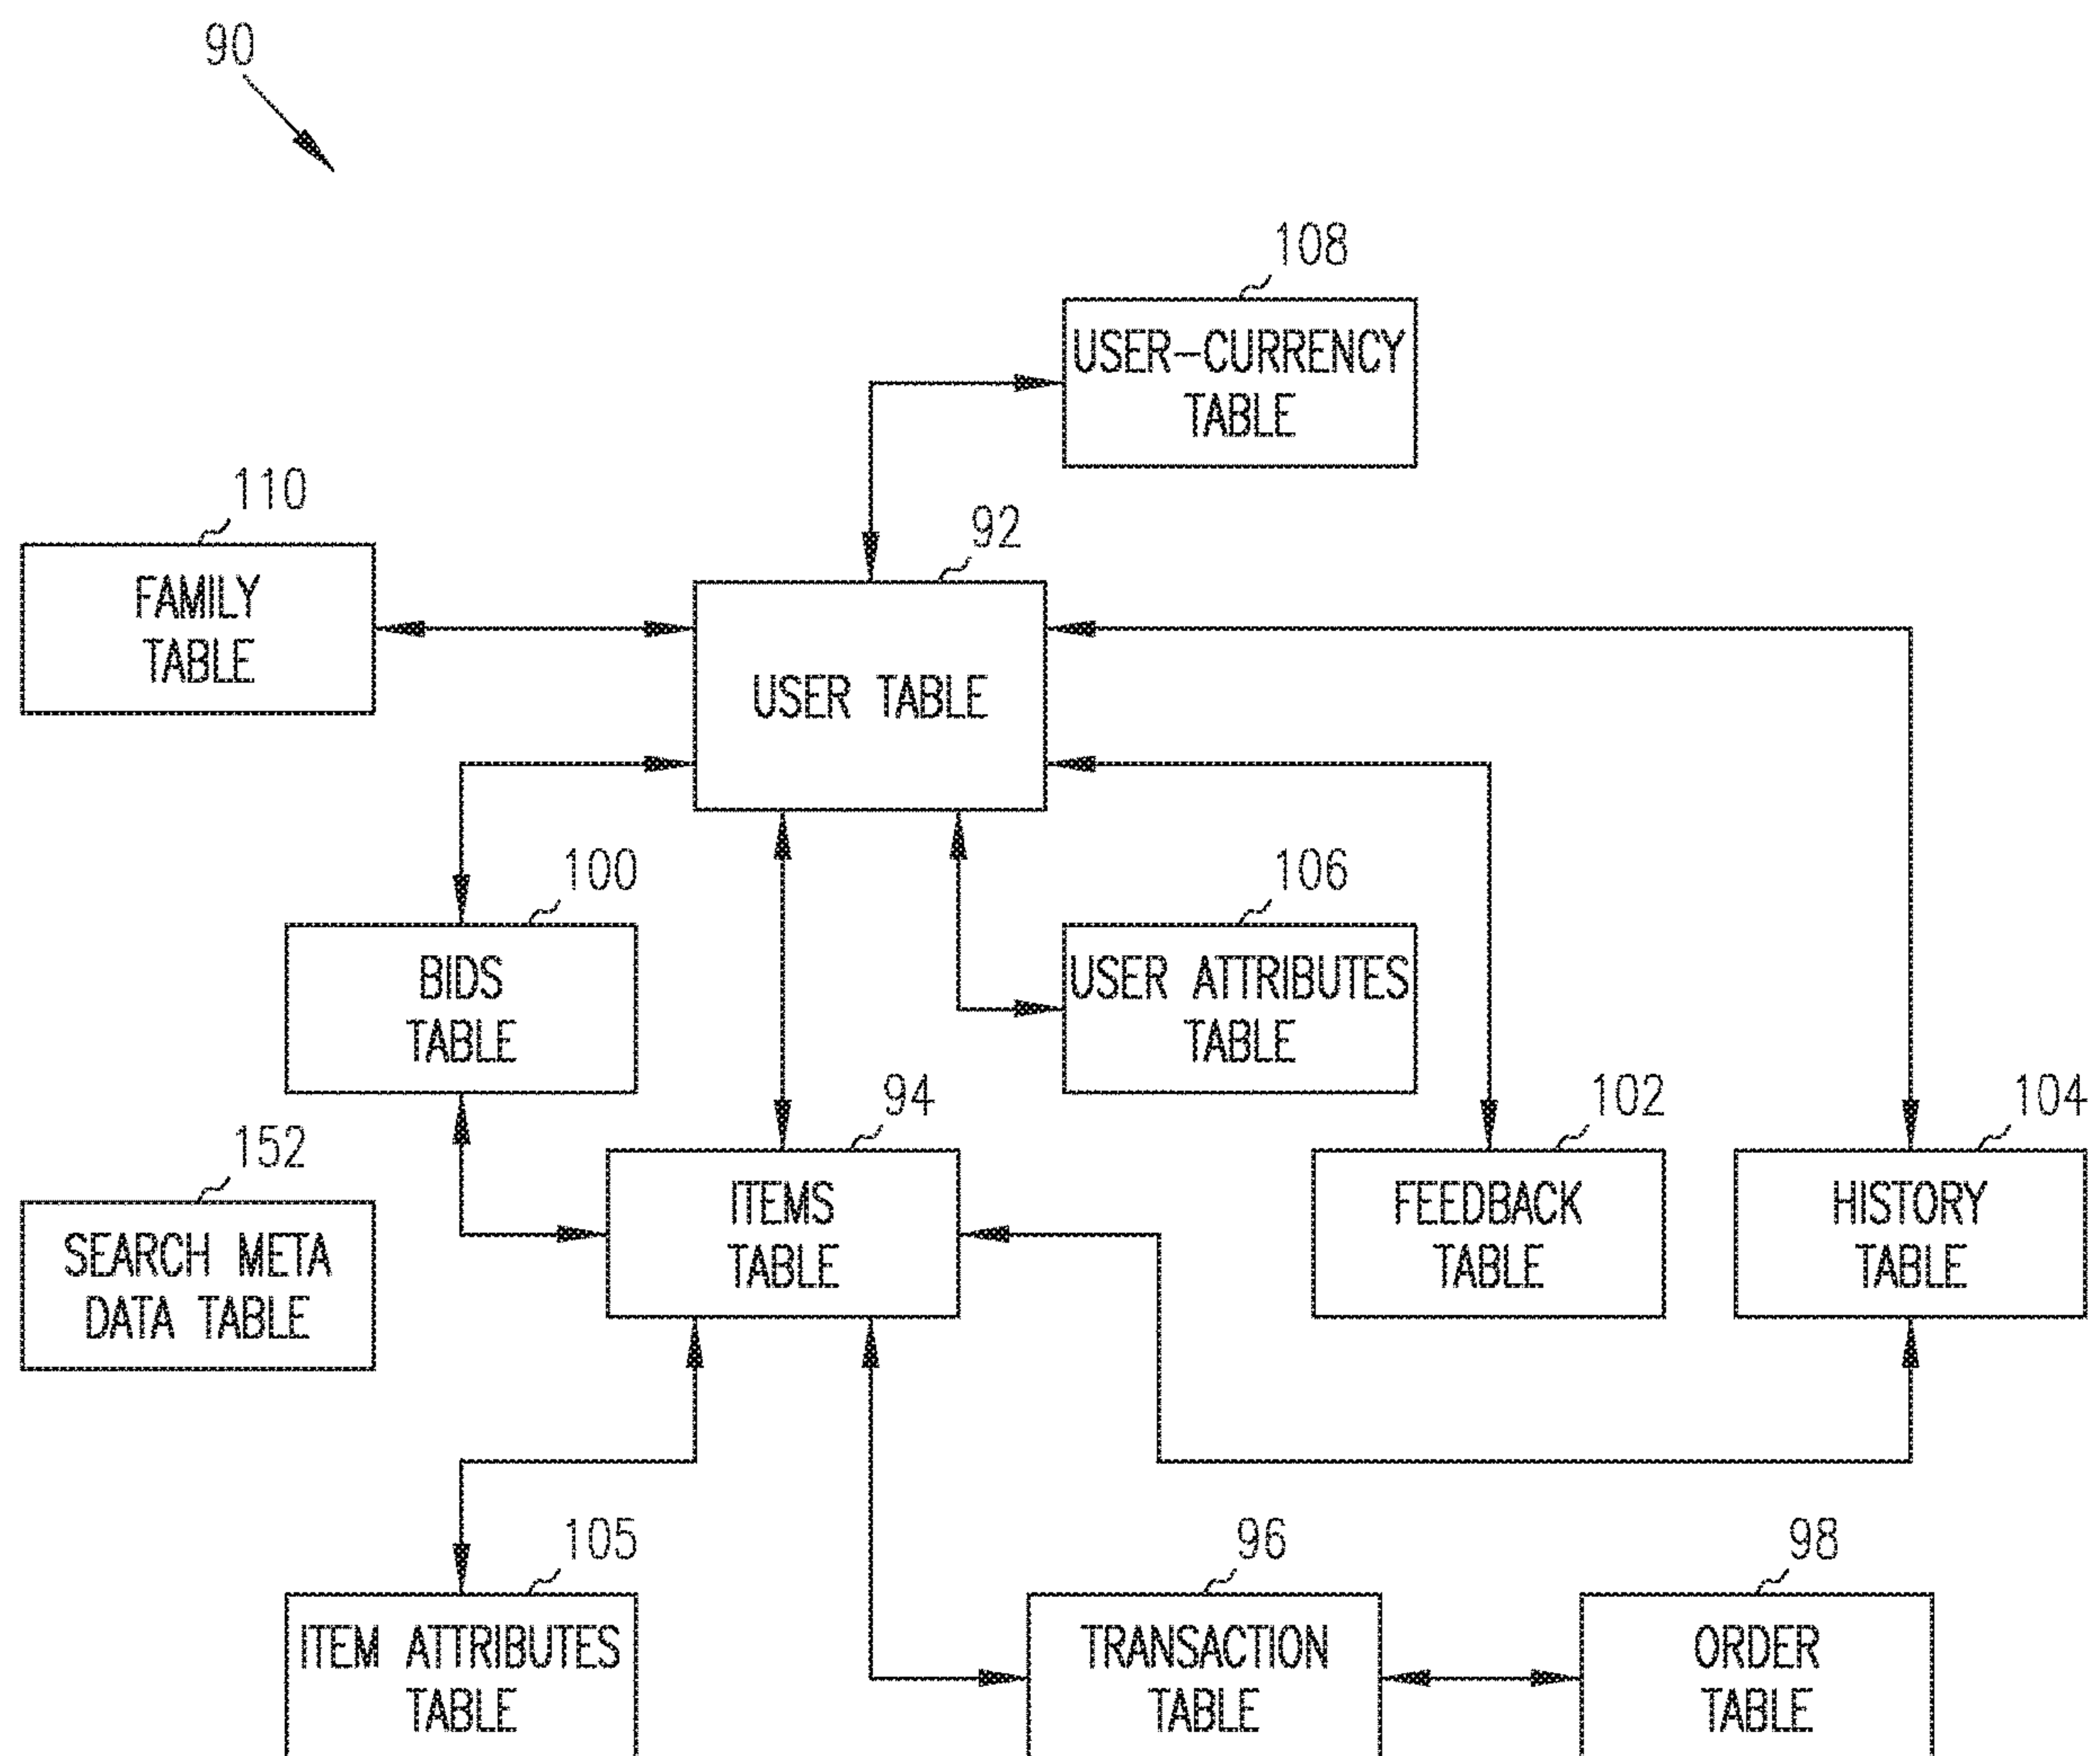 90
108
USER-CURRENCY
TABLE
110
FAMILY
TABLE
92
USER TABLE
100
BIDS
TABLE
106
USER ATTRIBUTES
TABLE
94
ITEMS
TABLE
102
FEEDBACK
TABLE
104
HISTORY
TABLE
152
SEARCH META
DATA TABLE
105
ITEM ATTRIBUTES
TABLE
96
TRANSACTION
TABLE
98
ORDER
TABLE